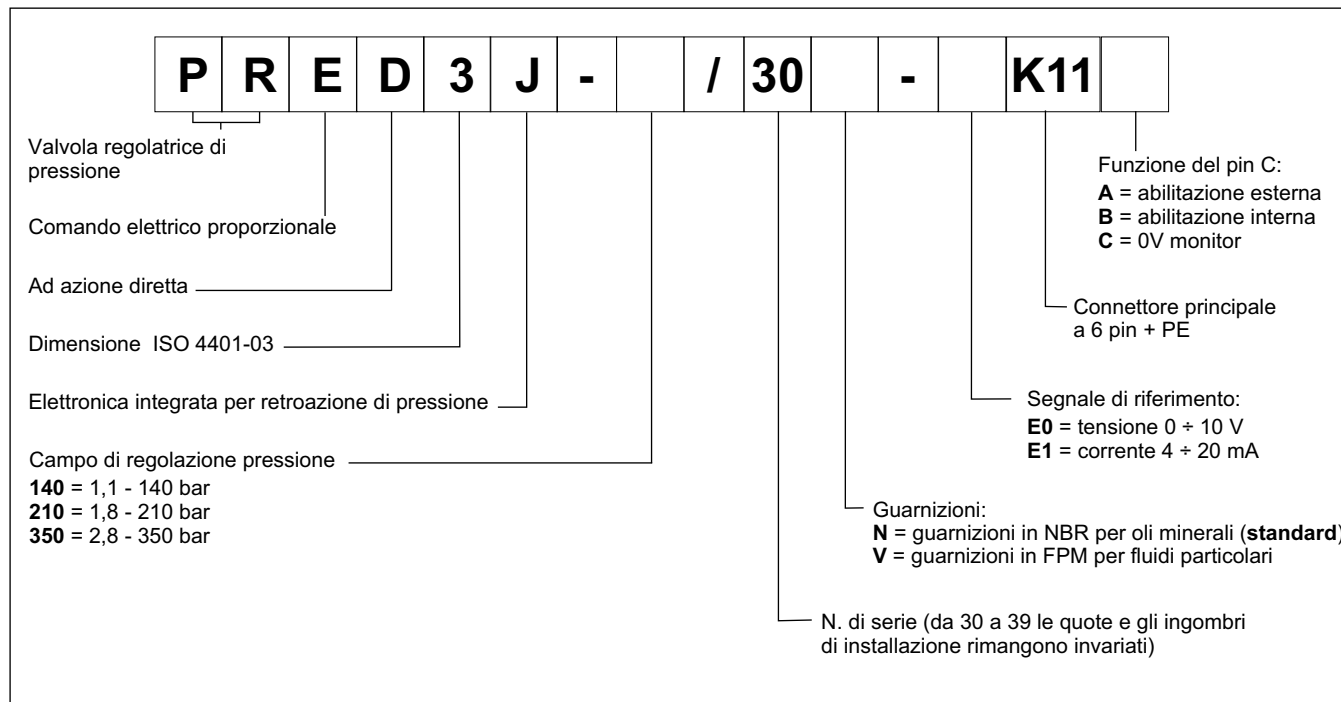 P R E D 3 J - / 30 - K11
Valvola regolatrice di
pressione
Comando elettrico proporzionale
Ad azione diretta
Dimensione ISO 4401-03
Elettronica integrata per retroazione di pressione
Campo di regolazione pressione
140 = 1,1 - 140 bar
210 = 1,8 - 210 bar
350 = 2,8 - 350 bar
Funzione del pin C:
A = abilitazione esterna
B = abilitazione interna
C = 0V monitor
Connettore principale
a 6 pin + PE
Segnale di riferimento:
E0 = tensione 0 ÷ 10 V
E1 = corrente 4 ÷ 20 mA
Guarnizioni:
N = guarnizioni in NBR per oli minerali (standard)
V = guarnizioni in FPM per fluidi particolari
N. di serie (da 30 a 39 le quote e gli ingombri
di installazione rimangono invariati)